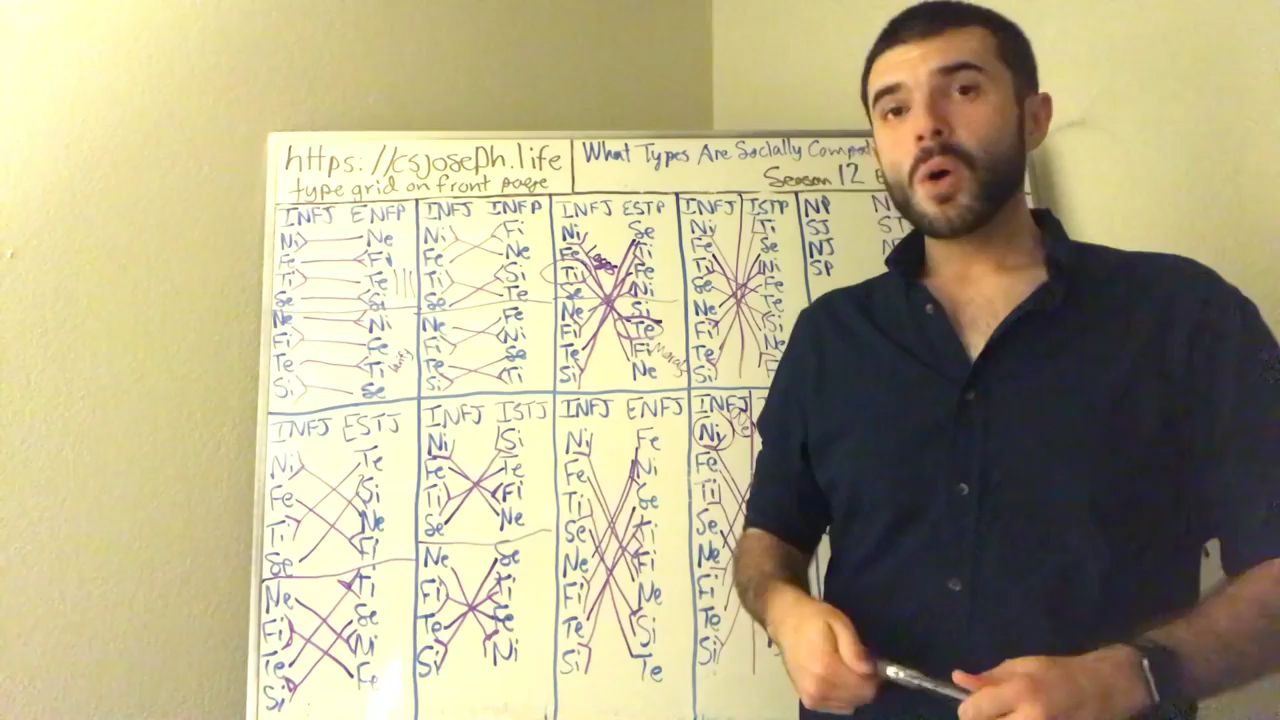 https://csjoseph.life
type grid on front page
What Types Are Socially
Season 12
INFJ ENFP
Ni Ne
Fe Fi
Ti Te
Se Si
Ne Ni
Fi Fe
Te Ti
Si Se
INFJ INFP
Ni Fi
Fe Ne
Ti Si
Se Te
Ne Fe
Fi Ni
Te Se
Si Ti
INFJ ESTP
Ni Se
Fe Ti
Ti Fe
Se Ni
Ne Si
Fi Te
Te Fi
Si Ne
INFJ ISTP
Ni Ti
Fe Se
Ti Ni
Se Fe
Ne Te
Fi Si
Te Ne
Si
NP
SJ ST
NJ
SP
INFJ ESTJ
Ni Te
Fe Si
Ti Ne
Se Fi
Ne Ti
Fi Se
Te Ni
Si Fe
INFJ ISTJ
Ni Si
Fe Te
Ti Fi
Se Ne
Ne Se
Fi Ti
Te Fe
Si Ni
INFJ ENFJ
Ni Fe
Fe Ni
Ti Se
Se Ti
Ne Fi
Fi Ne
Te Si
Si Te
INFJ
Ni
Fe
Ti
Se
Ne
Fi
Te
Si